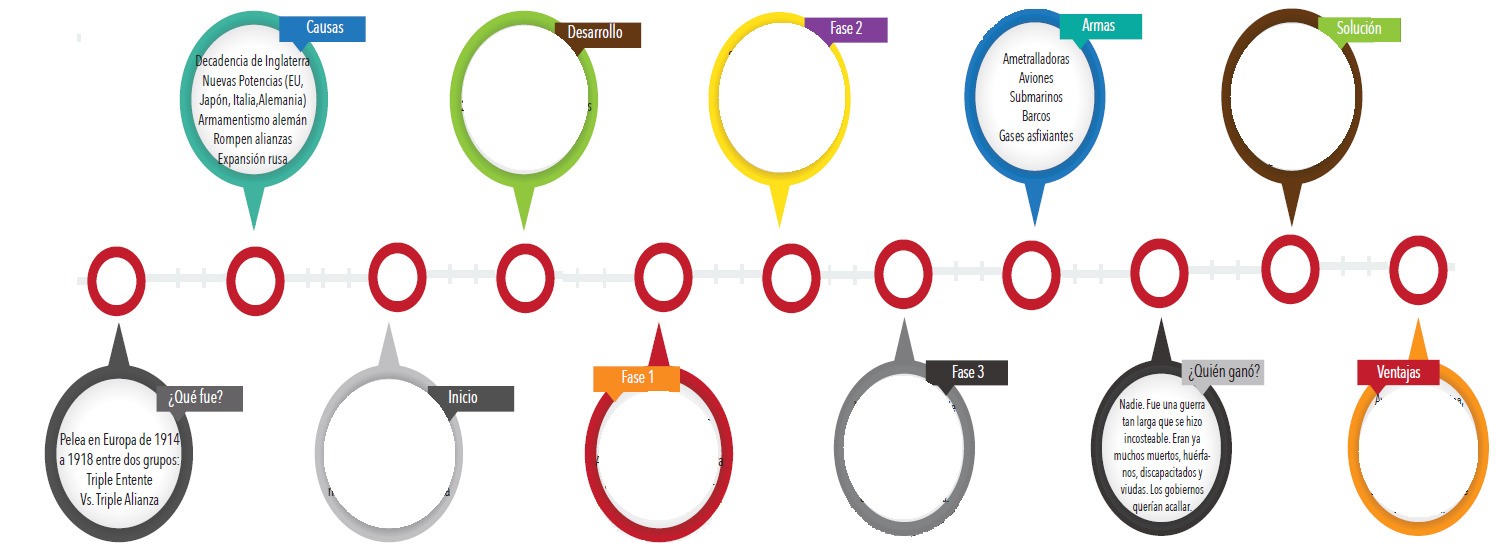 Causas
Decadencia de Inglaterra
Nuevas Potencias (EU,
Japón, Italia,Alemania)
Armamentismo alemán
Rompen alianzas
Expansión rusa
Desarrollo
Fase 2
Armas
Ametralladoras
Aviones
Submarinos
Barcos
Gases asfixiantes
Solución
¿Qué fue?
Pelea en Europa de 1914
a 1918 entre dos grupos:
Triple Entente
Vs. Triple Alianza
Inicio
Fase 1
Fase 3
¿Quién ganó?
Nadie. Fue una guerra
tan larga que se hizo
incosteable. Eran ya
muchos muertos, huérfa-
nos, discapacitados y
viudas. Los gobiernos
querían acallar.
Ventajas